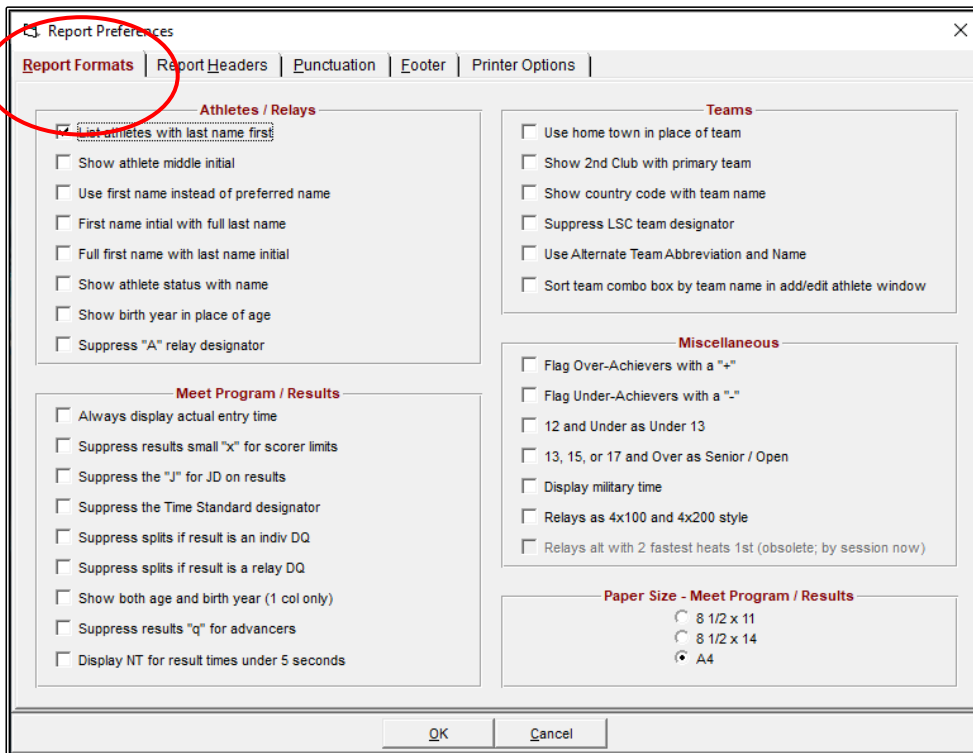 Report Preferences
Report Formats | Report Headers | Punctuation | Footer | Printer Options
Athletes / Relays
List athletes with last name first
Show athlete middle initial
Use first name instead of preferred name
First name intial with full last name
Full first name with last name initial
Show athlete status with name
Show birth year in place of age
Suppress "A" relay designator
Meet Program / Results
Always display actual entry time
Suppress results small "x" for scorer limits
Suppress the "J" for JD on results
Suppress the Time Standard designator
Suppress splits if result is an indiv DQ
Suppress splits if result is a relay DQ
Show both age and birth year (1 col only)
Suppress results "q" for advancers
Display NT for result times under 5 seconds
Teams
Use home town in place of team
Show 2nd Club with primary team
Show country code with team name
Suppress LSC team designator
Use Alternate Team Abbreviation and Name
Sort team combo box by team name in add/edit athlete window
Miscellaneous
Flag Over-Achievers with a "+"
Flag Under-Achievers with a "-"
12 and Under as Under 13
13, 15, or 17 and Over as Senior / Open
Display military time
Relays as 4x100 and 4x200 style
Relays alt with 2 fastest heats 1st (obsolete; by session now)
Paper Size - Meet Program / Results
8 1/2 x 11
8 1/2 x 14
A4
OK
Cancel